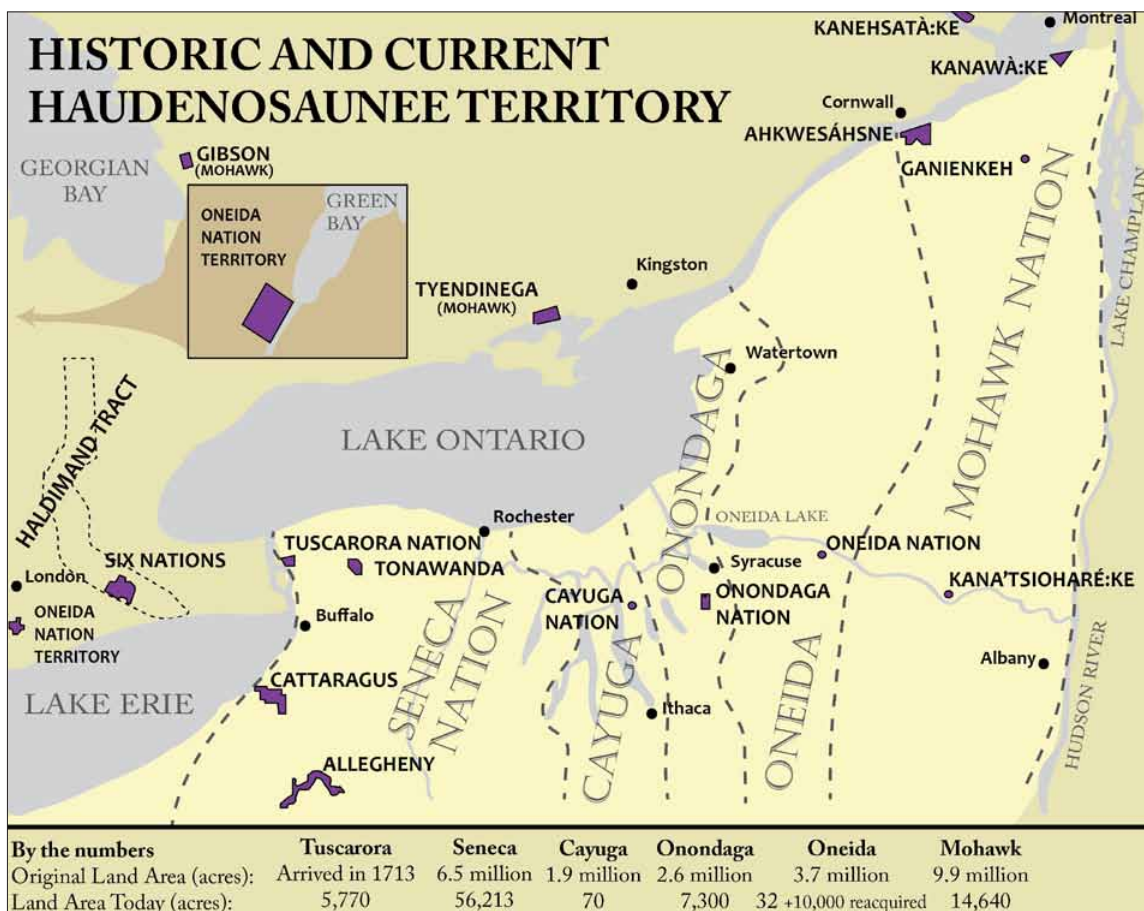 HISTORIC AND CURRENT
HAUDENOSAUNEE TERRITORY
KANEHSATÀ:KE
Montreal
KANAWÀ:KE
Cornwall
AHKWESÁHSNE
GANIENKEH
GEORGIAN
BAY
GIBSON
(MOHAWK)
ONEIDA
NATION
TERRITORY
GREEN
BAY
TYENDINEGA
(MOHAWK)
Kingston
Watertown
LAKE CHAMPLAIN
MOHAWK NATION
LAKE ONTARIO
HALDIMAND TRACT
ONONDAGA
Rochester
ONEIDA LAKE
TUSCARORA NATION
TONAWANDA
SIX NATIONS
Londòn
ONEIDA
NATION
TERRITORY
Buffalo
SENECA
NATION
CAYUGA
NATION
Syracuse
ONONDAGA
NATION
ONEIDA NATION
KANA'TSIOHARÉ:KE
CAYUGA
ONEIDA
Albany
HUDSON RIVER
LAKE ERIE
CATTARAGUS
Ithaca
ALLEGHENY
By the numbers Tuscarora Seneca Cayuga Onondaga Oneida Mohawk
Original Land Area (acres): Arrived in 1713 6.5 million 1.9 million 2.6 million 3.7 million 9.9 million
Land Area Today (acres): 5,770 56,213 70 7,300 32 +10,000 reacquired 14,640